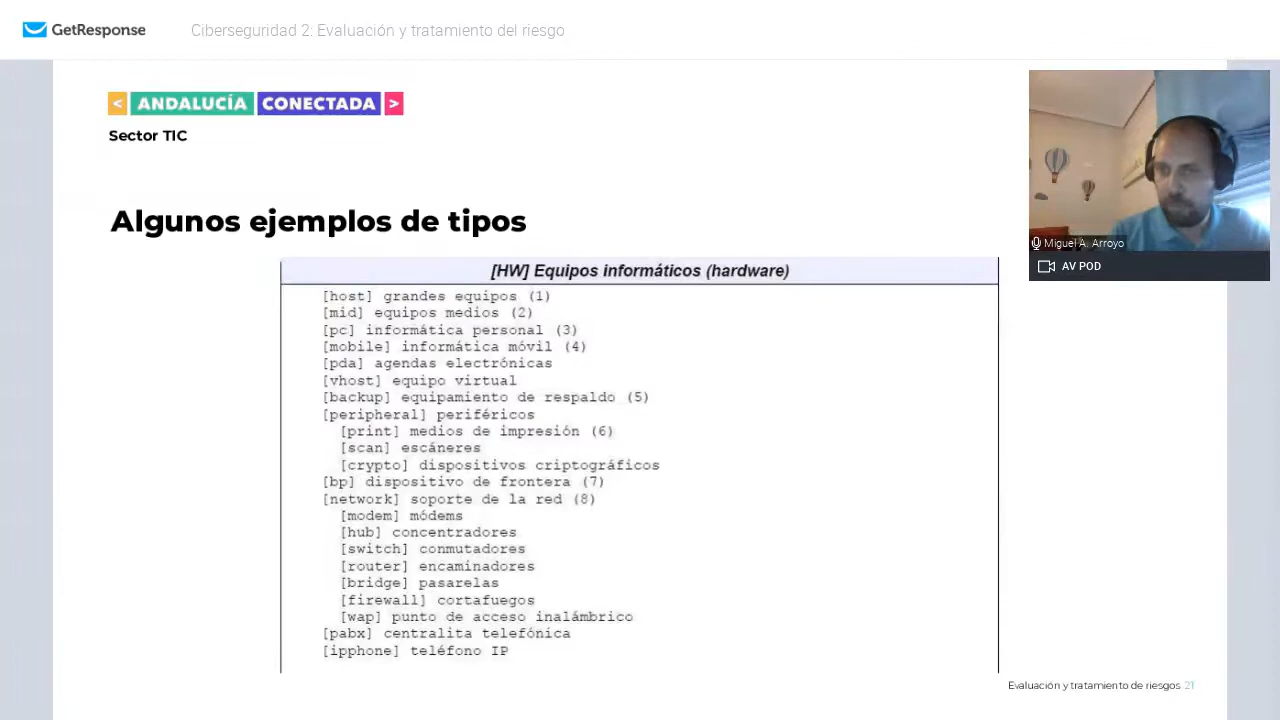 GetResponse
Ciberseguridad 2: Evaluación y tratamiento del riesgo
< ANDALUCÍA CONECTADA >
Sector TIC
Miguel A. Arroyo
AV POD
Algunos ejemplos de tipos
[HW] Equipos informáticos (hardware)
[host] grandes equipos (1)
[mid] equipos medios (2)
[pc] informática personal (3)
[mobile] informática móvil (4)
[pda] agendas electrónicas
[vhost] equipo virtual
[backup] equipamiento de respaldo (5)
[peripheral] periféricos
[print] medios de impresión (6)
[scan] escáneres
[crypto] dispositivos criptográficos
[bp] dispositivo de frontera (7)
[network] soporte de la red (8)
[modem] módems
[hub] concentradores
[switch] conmutadores
[router] encaminadores
[bridge] pasarelas
[firewall] cortafuegos
[wap] punto de acceso inalámbrico
[pabx] centralita telefónica
[ipphone] teléfono IP
Evaluación y tratamiento de riesgos 21